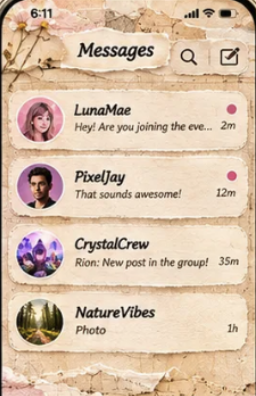 6:11
Messages
LunaMae
Hey! Are you joining the eve... 2m
PixelJay
That sounds awesome! 12m
CrystalCrew
Rion: New post in the group! 35m
NatureVibes
Photo 1h